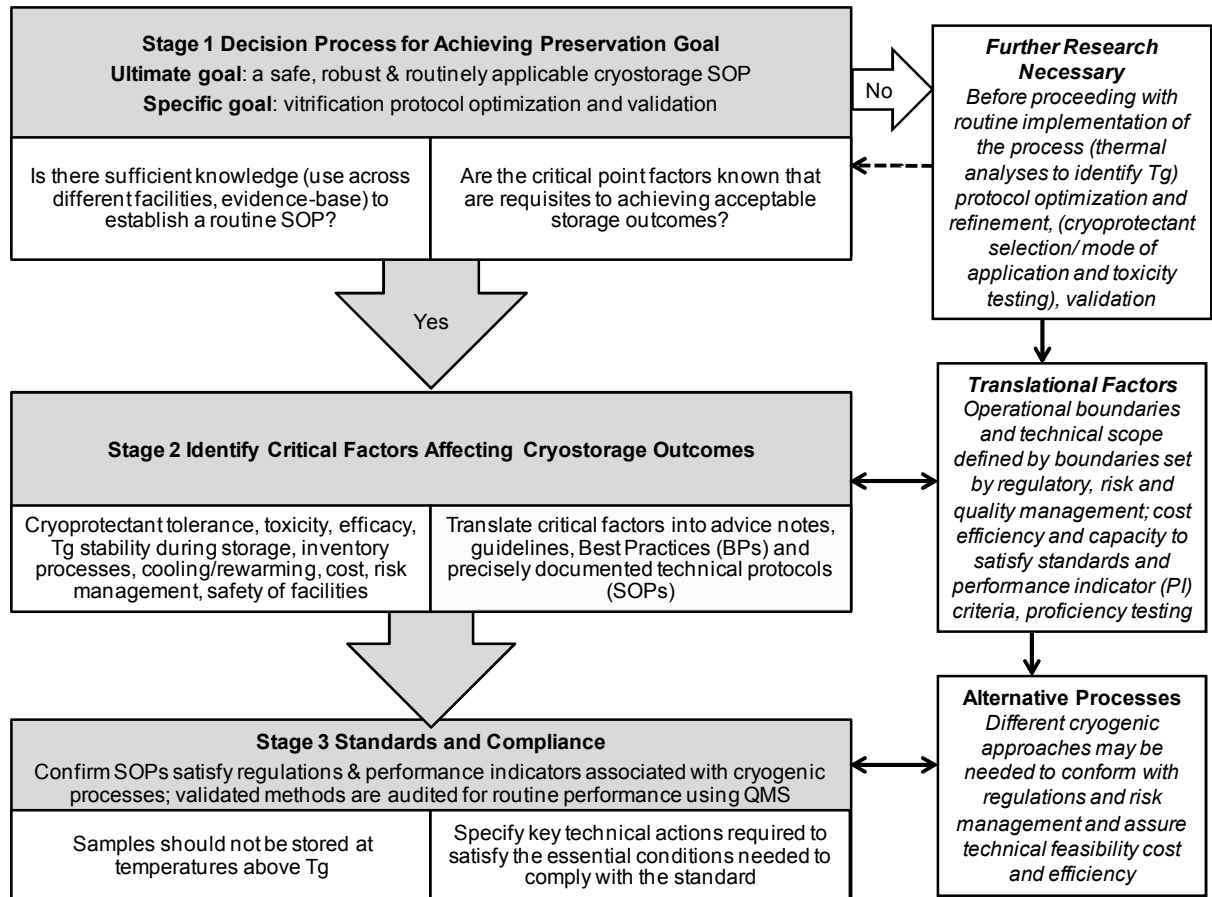 Stage 1 Decision Process for Achieving Preservation Goal
Ultimate goal: a safe, robust & routinely applicable cryostorage SOP
Specific goal: vitrification protocol optimization and validation
No
Further Research
Necessary
Before proceeding with
routine implementation of
the process (thermal
analyses to identify Tg)
protocol optimization and
refinement, (cryoprotectant
selection/ mode of
application and toxicity
testing), validation
Is there sufficient knowledge (use across
different facilities, evidence-base) to
establish a routine SOP?
Are the critical point factors known that
are requisites to achieving acceptable
storage outcomes?
Yes
Stage 2 Identify Critical Factors Affecting Cryostorage Outcomes
Cryoprotectant tolerance, toxicity, efficacy,
Tg stability during storage, inventory
processes, cooling/rewarming, cost, risk
management, safety of facilities
Translate critical factors into advice notes,
guidelines, Best Practices (BPs) and
precisely documented technical protocols
(SOPs)
Translational Factors
Operational boundaries
and technical scope
defined by boundaries set
by regulatory, risk and
quality management; cost
efficiency and capacity to
satisfy standards and
performance indicator (PI)
criteria, proficiency testing
Stage 3 Standards and Compliance
Confirm SOPs satisfy regulations & performance indicators associated with cryogenic
processes; validated methods are audited for routine performance using QMS
Samples should not be stored at
temperatures above Tg
Specify key technical actions required to
satisfy the essential conditions needed to
comply with the standard
Alternative Processes
Different cryogenic
approaches may be
needed to conform with
regulations and risk
management and assure
technical feasibility cost
and efficiency